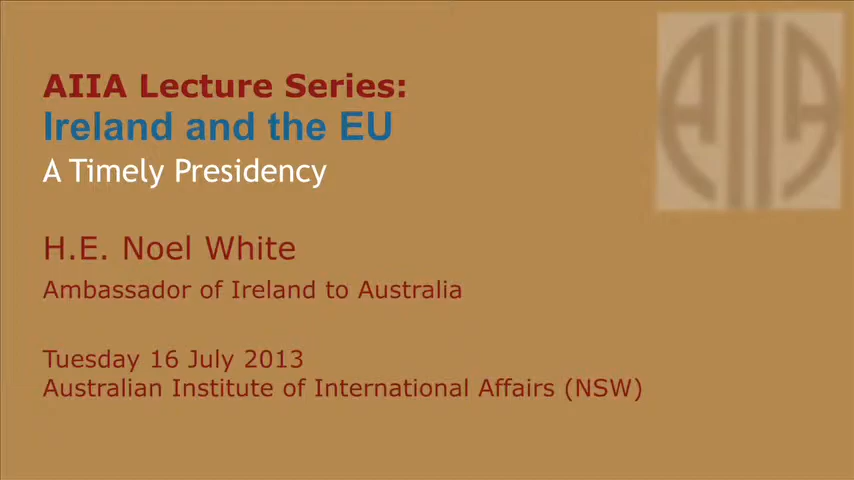 AIIA Lecture Series:
Ireland and the EU
A Timely Presidency
H.E. Noel White
Ambassador of Ireland to Australia
Tuesday 16 July 2013
Australian Institute of International Affairs (NSW)
AIIA